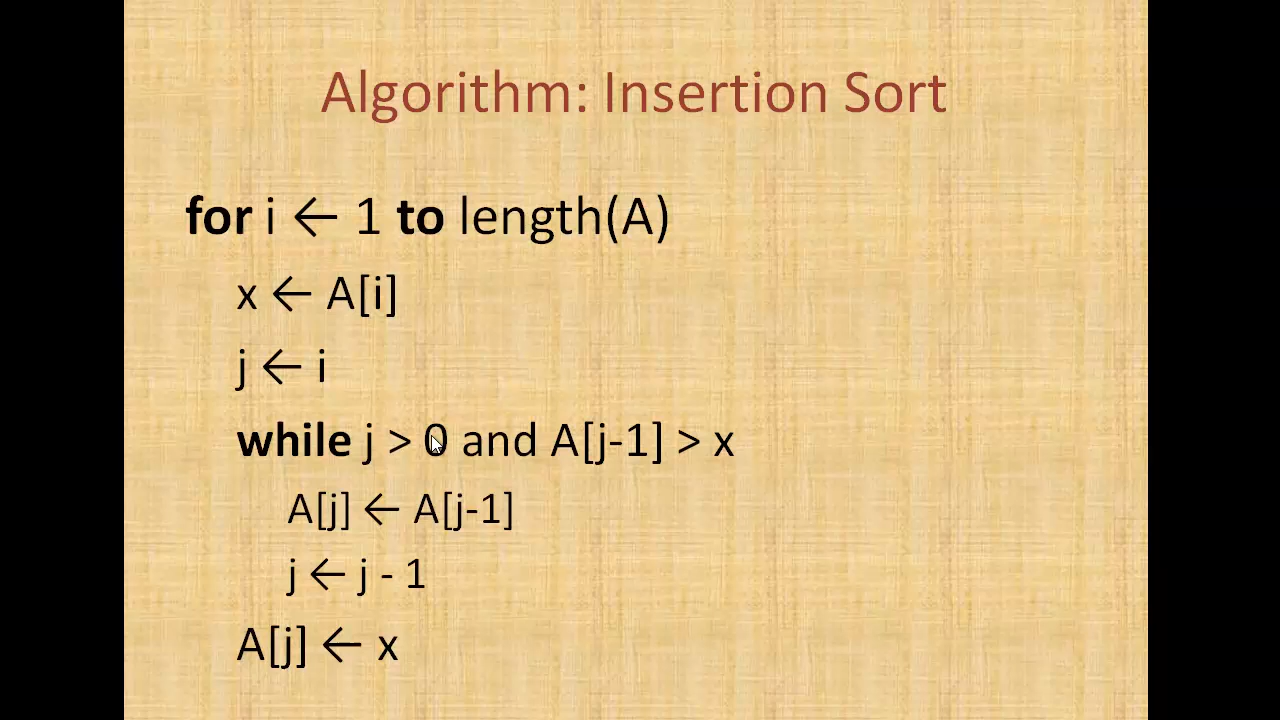 Algorithm: Insertion Sort
for i ← 1 to length(A)
x ← A[i]
j ← i
while j > 0 and A[j-1] > x
A[j] ← A[j-1]
j ← j - 1
A[j] ← x